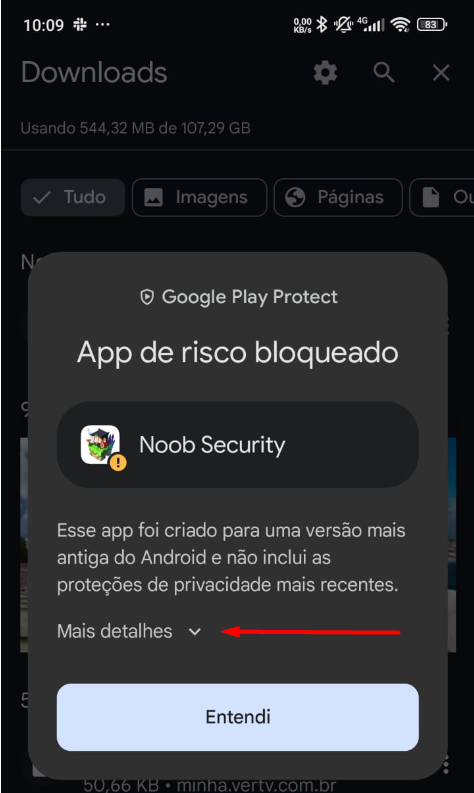 10:09
0,00
KB/s
4G
83
Downloads
Usando 544,32 MB de 107,29 GB
Tudo
Imagens
Páginas
Ou
Google Play Protect
App de risco bloqueado
Noob Security
Esse app foi criado para uma versão mais
antiga do Android e não inclui as
proteções de privacidade mais recentes.
Mais detalhes
Entendi
50,66 KB • minha.vertv.com.br